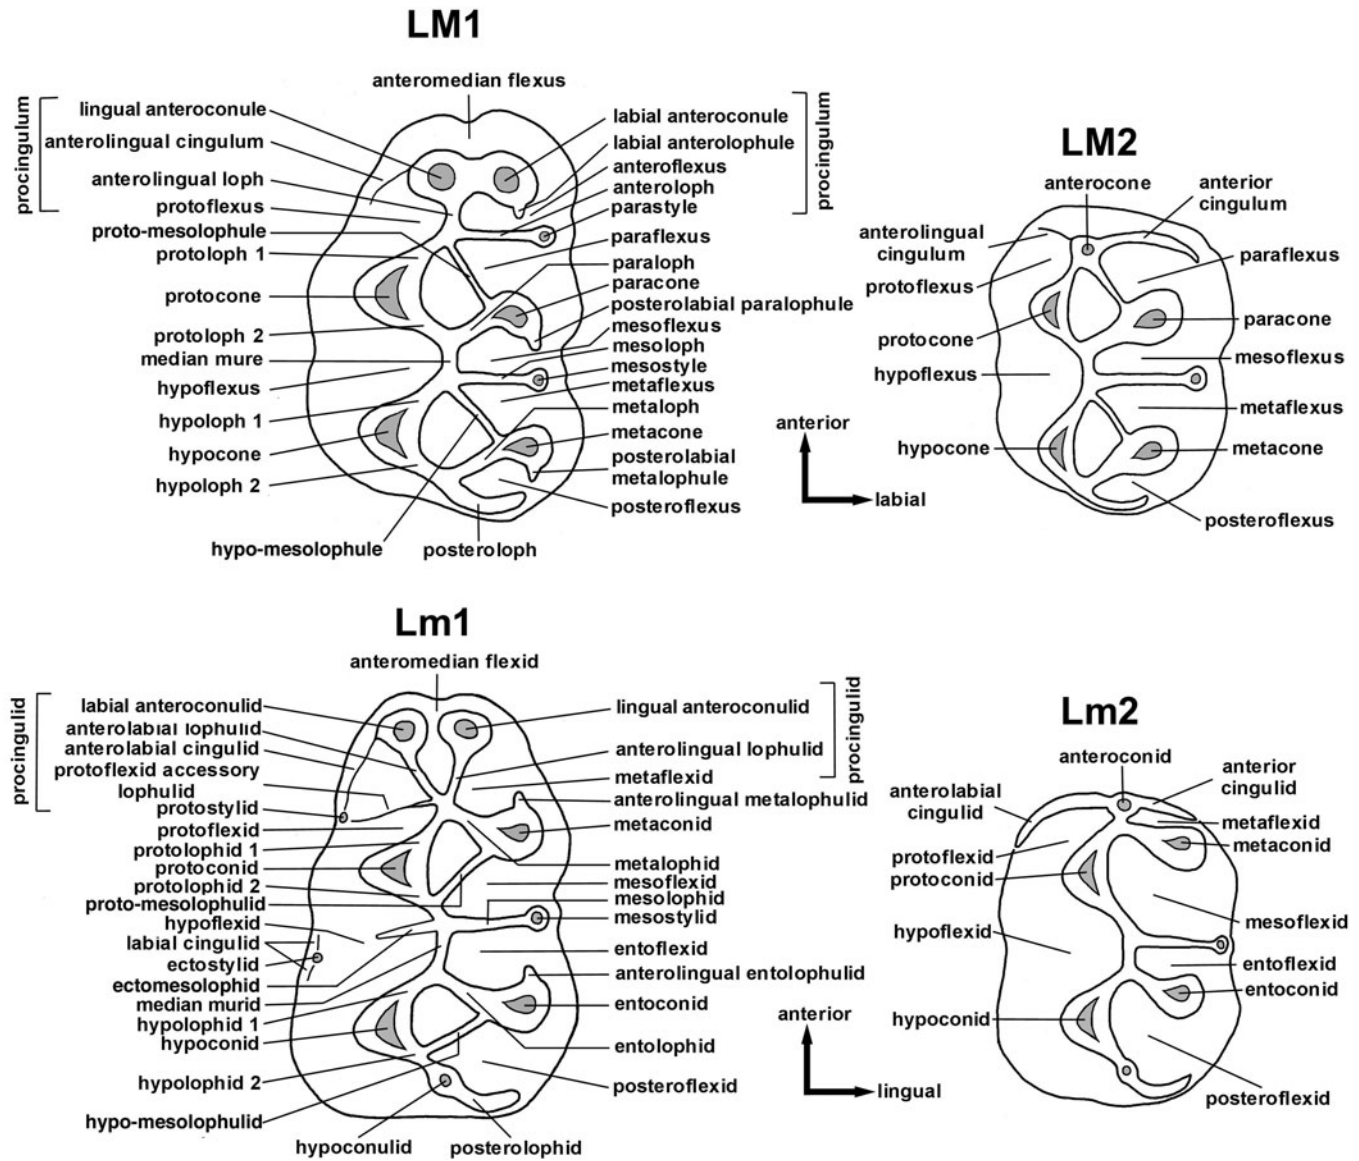 LM1
anteromedian flexus
procingulum
lingual anteroconule
anterolingual cingulum
anterolingual loph
protoflexus
proto-mesolophule
protoloph 1
protocone
protoloph 2
median mure
hypoflexus
hypoloph 1
hypocone
hypoloph 2
hypo-mesolophule
posteroloph
labial anteroconule
labial anterolophule
anteroflexus
anteroloph
parastyle
paraflexus
paraloph
paracone
posterolabial paralophule
mesoflexus
mesoloph
mesostyle
metaflexus
metaloph
metacone
posterolabial
metalophule
posteroflexus
procingulum
anterior
labial
LM2
anterocone
anterior
cingulum
anterolingual
cingulum
protoflexus
protocone
hypoflexus
hypocone
paraflexus
paracone
mesoflexus
metaflexus
metacone
posteroflexus
Lm1
anteromedian flexid
procingulid
labial anteroconulid
anterolabial lophulid
anterolabial cingulid
protoflexid accessory
lophulid
protostylid
protoflexid
protolophid 1
protoconid
protolophid 2
proto-mesolophulid
hypoflexid
labial cingulid
ectostylid
ectomesolophid
median murid
hypolophid 1
hypoconid
hypolophid 2
hypo-mesolophulid
hypoconulid
posterolophid
lingual anteroconulid
anterolingual lophulid
metaflexid
anterolingual metalophulid
metaconid
metalophid
mesoflexid
mesolophid
mesostylid
entoflexid
anterolingual entolophulid
entoconid
entolophid
posteroflexid
procingulid
anterior
lingual
Lm2
anteroconid
anterior
cingulid
anterolabial
cingulid
protoflexid
protoconid
hypoflexid
hypoconid
metaflexid
metaconid
mesoflexid
entoflexid
entoconid
posteroflexid